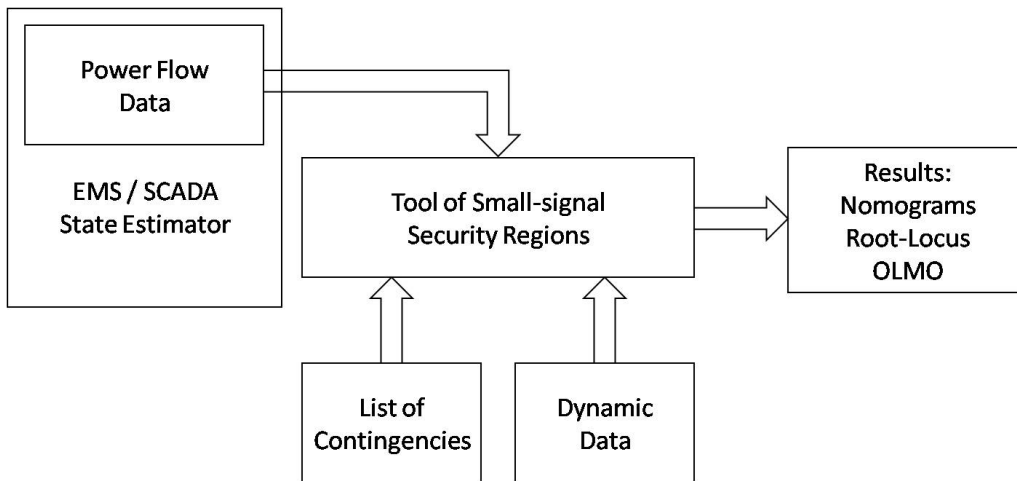 Power Flow
Data
EMS / SCADA
State Estimator
Tool of Small-signal
Security Regions
Results:
Nomograms
Root-Locus
OLMO
List of
Contingencies
Dynamic
Data